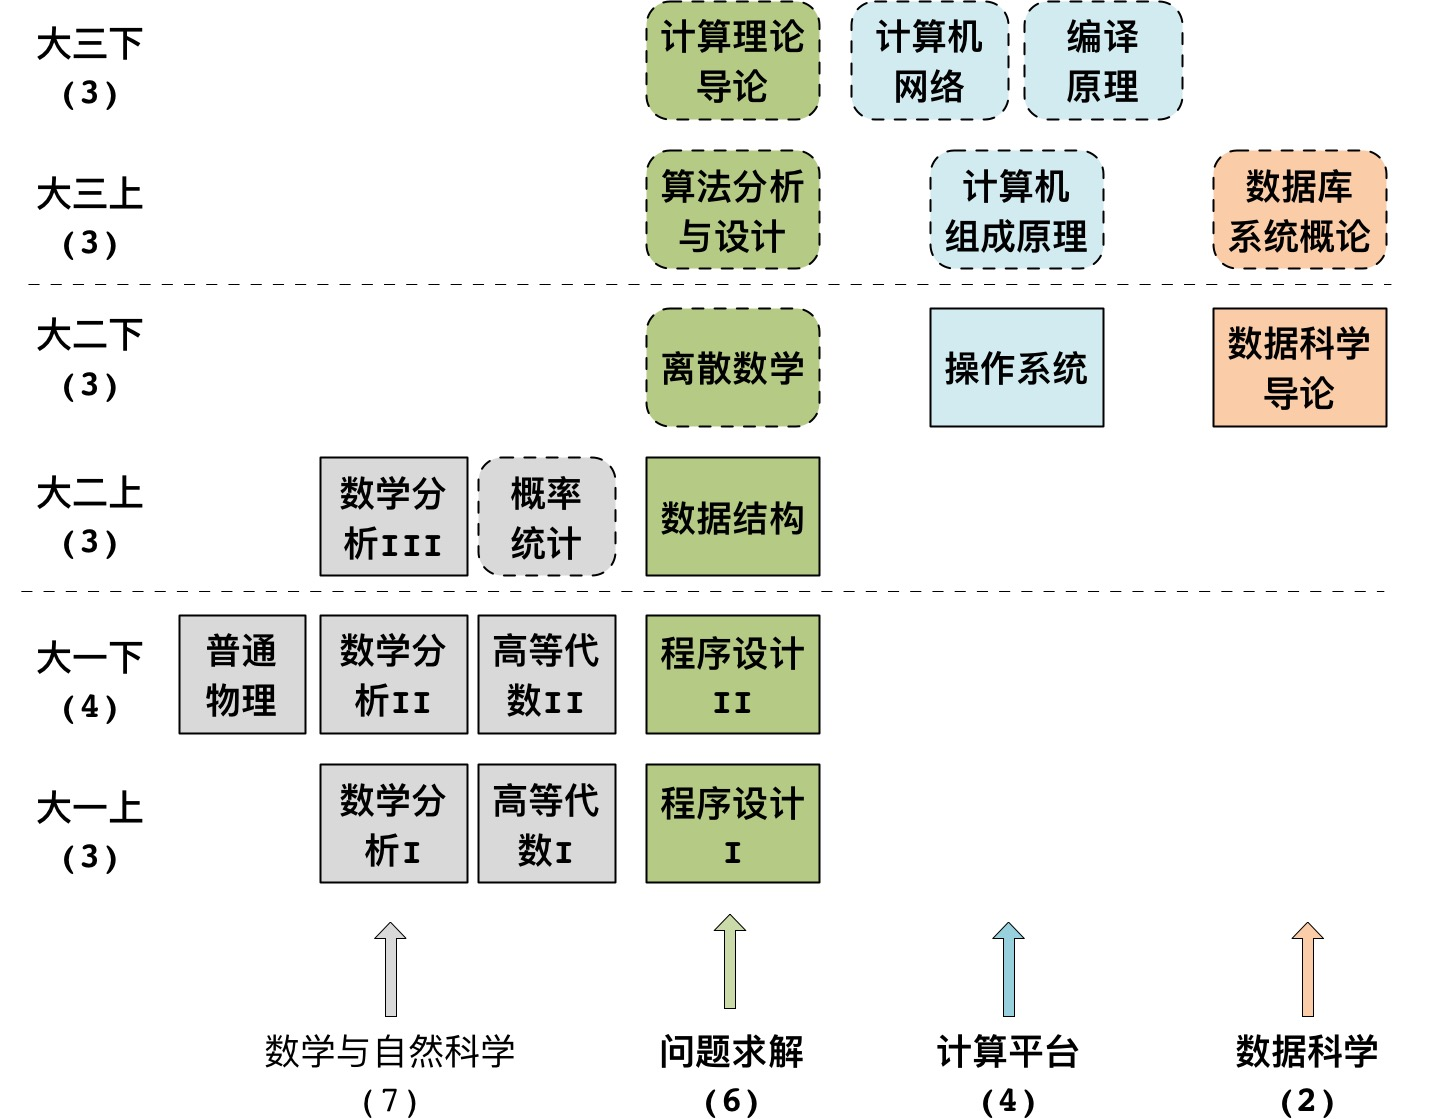 大三下
(3)
计算理论
导论
计算机
网络
编译
原理
大三上
(3)
算法分析
与设计
计算机
组成原理
数据库
系统概论
大二下
(3)
离散数学
操作系统
数据科学
导论
大二上
(3)
数学分
析III
概率
统计
数据结构
大一下
(4)
普通
物理
数学分
析II
高等代
数II
程序设计
II
大一上
(3)
数学分
析I
高等代
数I
程序设计
I
数学与自然科学
(7)
问题求解
(6)
计算平台
(4)
数据科学
(2)